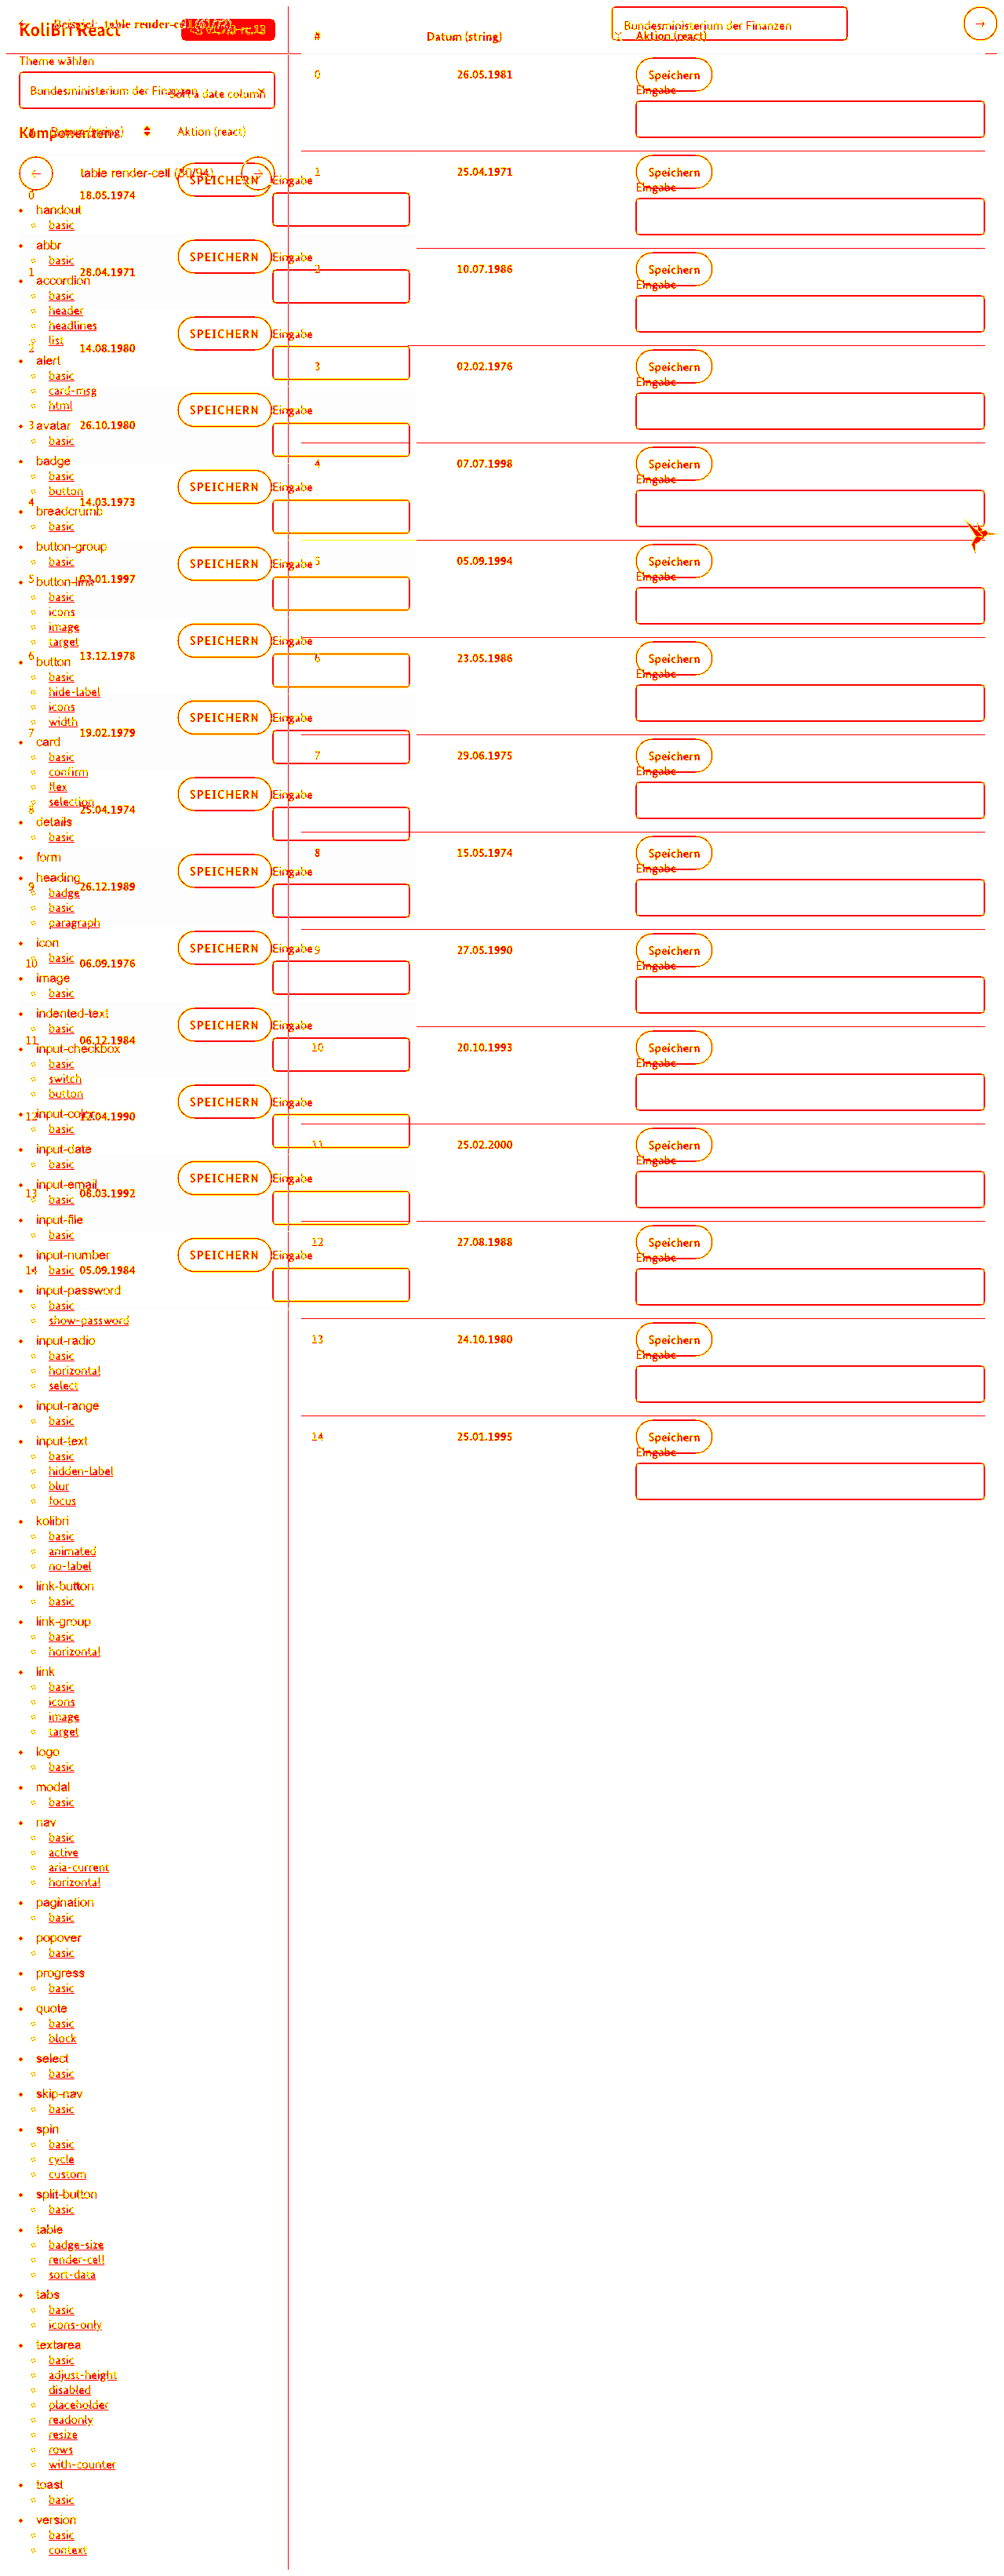 KoliBri React
Beispiel: table render-cell
Bundesministerium der Finanzen
# Datum (string) Aktion (react)
Theme wählen
Bundesministerium der Finanzen
Sort a date column
Komponenten
# Datum (string) Aktion (react)
← table render-cell →
0 18.05.1974 SPEICHERN Eingabe
handout
basic
abbr
basic
1 28.04.1971 SPEICHERN Eingabe
accordion
basic
header
headlines
list
2 14.08.1980 SPEICHERN Eingabe
alert
basic
card-msg
html
3 26.10.1980 SPEICHERN Eingabe
avatar
basic
badge
basic
button
4 14.03.1973 SPEICHERN Eingabe
breadcrumb
basic
button-group
basic
5 03.01.1997 SPEICHERN Eingabe
button-link
basic
icons
image
target
6 13.12.1978 SPEICHERN Eingabe
button
basic
hide-label
icons
width
7 19.02.1979 SPEICHERN Eingabe
card
basic
confirm
flex
selection
8 25.04.1974 SPEICHERN Eingabe
details
basic
form
heading
9 26.12.1989 SPEICHERN Eingabe
badge
basic
paragraph
icon
basic
10 06.09.1976 SPEICHERN Eingabe
image
basic
indented-text
basic
11 06.12.1984 SPEICHERN Eingabe
input-checkbox
basic
switch
button
input-color
12 SPEICHERN Eingabe
basic
input-date
basic
input-email
13 06.03.1992 SPEICHERN Eingabe
basic
input-file
basic
input-number
14 05.09.1984 SPEICHERN Eingabe
basic
input-password
basic
show-password
input-radio
basic
horizontal
select
input-range
basic
input-text
basic
hidden-label
blur
focus
kolibri
basic
animated
no-label
link-button
basic
link-group
basic
horizontal
link
basic
icons
image
target
logo
basic
modal
basic
nav
basic
active
aria-current
horizontal
pagination
basic
popover
basic
progress
basic
quote
basic
block
select
basic
skip-nav
basic
spin
basic
cycle
custom
split-button
basic
table
badge-size
render-cell
sort-data
tabs
basic
icons-only
textarea
basic
adjust-height
disabled
placeholder
readonly
resize
rows
with-counter
toast
basic
version
basic
context
0 26.05.1981 Speichern
Eingabe
1 25.04.1971 Speichern
Eingabe
2 10.07.1986 Speichern
Eingabe
3 02.02.1976 Speichern
Eingabe
4 07.07.1998 Speichern
Eingabe
5 05.09.1994 Speichern
Eingabe
6 23.05.1986 Speichern
Eingabe
7 29.06.1975 Speichern
Eingabe
8 15.05.1974 Speichern
Eingabe
9 27.05.1990 Speichern
Eingabe
10 20.10.1993 Speichern
Eingabe
11 25.02.2000 Speichern
Eingabe
12 27.08.1988 Speichern
Eingabe
13 24.10.1980 Speichern
Eingabe
14 25.01.1995 Speichern
Eingabe